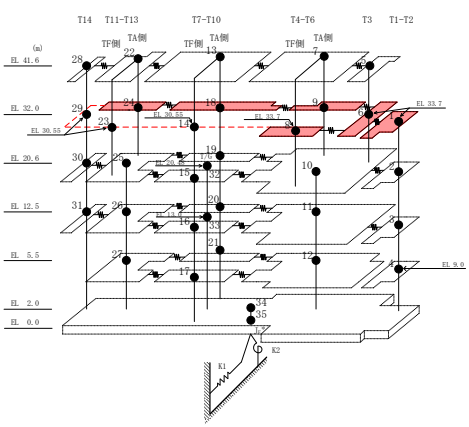 T14 T11-T13 T7-T10 T4-T6 T3 T1-T2
TF側 TA側 TF側 TA側 TF側 TA側
(m)
EL 41.6
EL 32.0
EL 20.6
EL 12.5
EL 5.5
EL 2.0
EL 0.0
28 22 13 7
29 24 18 9 6 1
EL 30.55 EL 33.7 EL 33.7
EL 30.55 23 14 8
19
30 25 T/G 10 2
15 32
31 26 20 11 3
16 33
21
27 17 12 4
EL 9.0
34
35
K1 K2